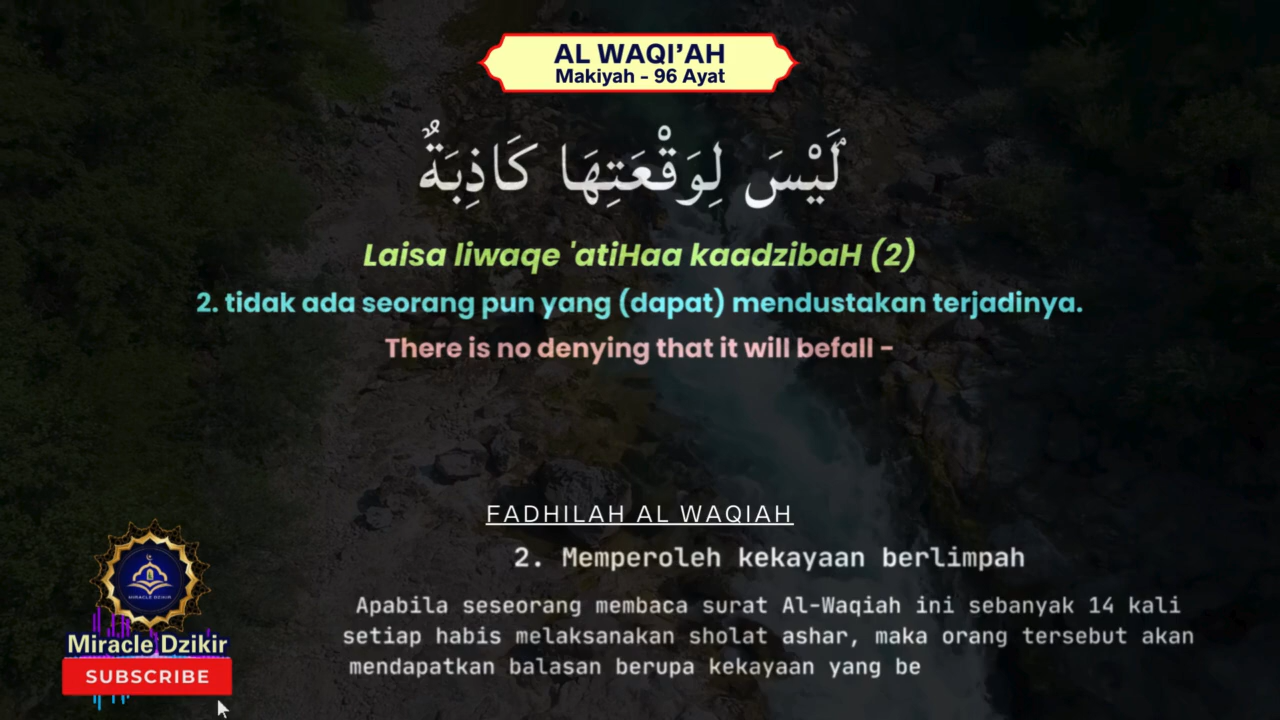 AL WAQI’AH
Makiyah - 96 Ayat
لَيْسَ لِوَقْعَتِهَا كَاذِبَةٌ ۘ
Laisa liwaqe 'atiHaa kaadzibaH (2)
2. tidak ada seorang pun yang (dapat) mendustakan terjadinya.
There is no denying that it will befall -
FADHILAH AL WAQIAH
2. Memperoleh kekayaan berlimpah
Apabila seseorang membaca surat Al-Waqiah ini sebanyak 14 kali
setiap habis melaksanakan sholat ashar, maka orang tersebut akan
mendapatkan balasan berupa kekayaan yang be
MIRACLE DZIKIR
Miracle Dzikir
SUBSCRIBE